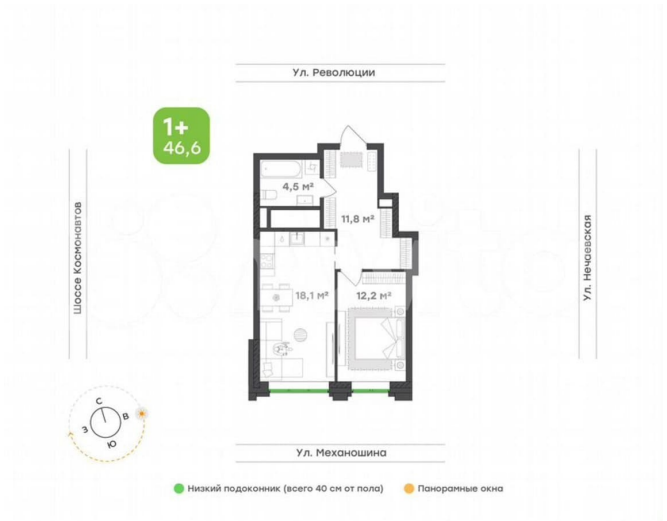 Ул. Революции
1+
46,6
4,5 м²
11,8 м²
Шоссе Космонавтов
Ул. Нечаевская
18,1 м²
12,2 м²
С
В
З
Ю
Ул. Механошина
Низкий подоконник (всего 40 см от пола)
Панорамные окна